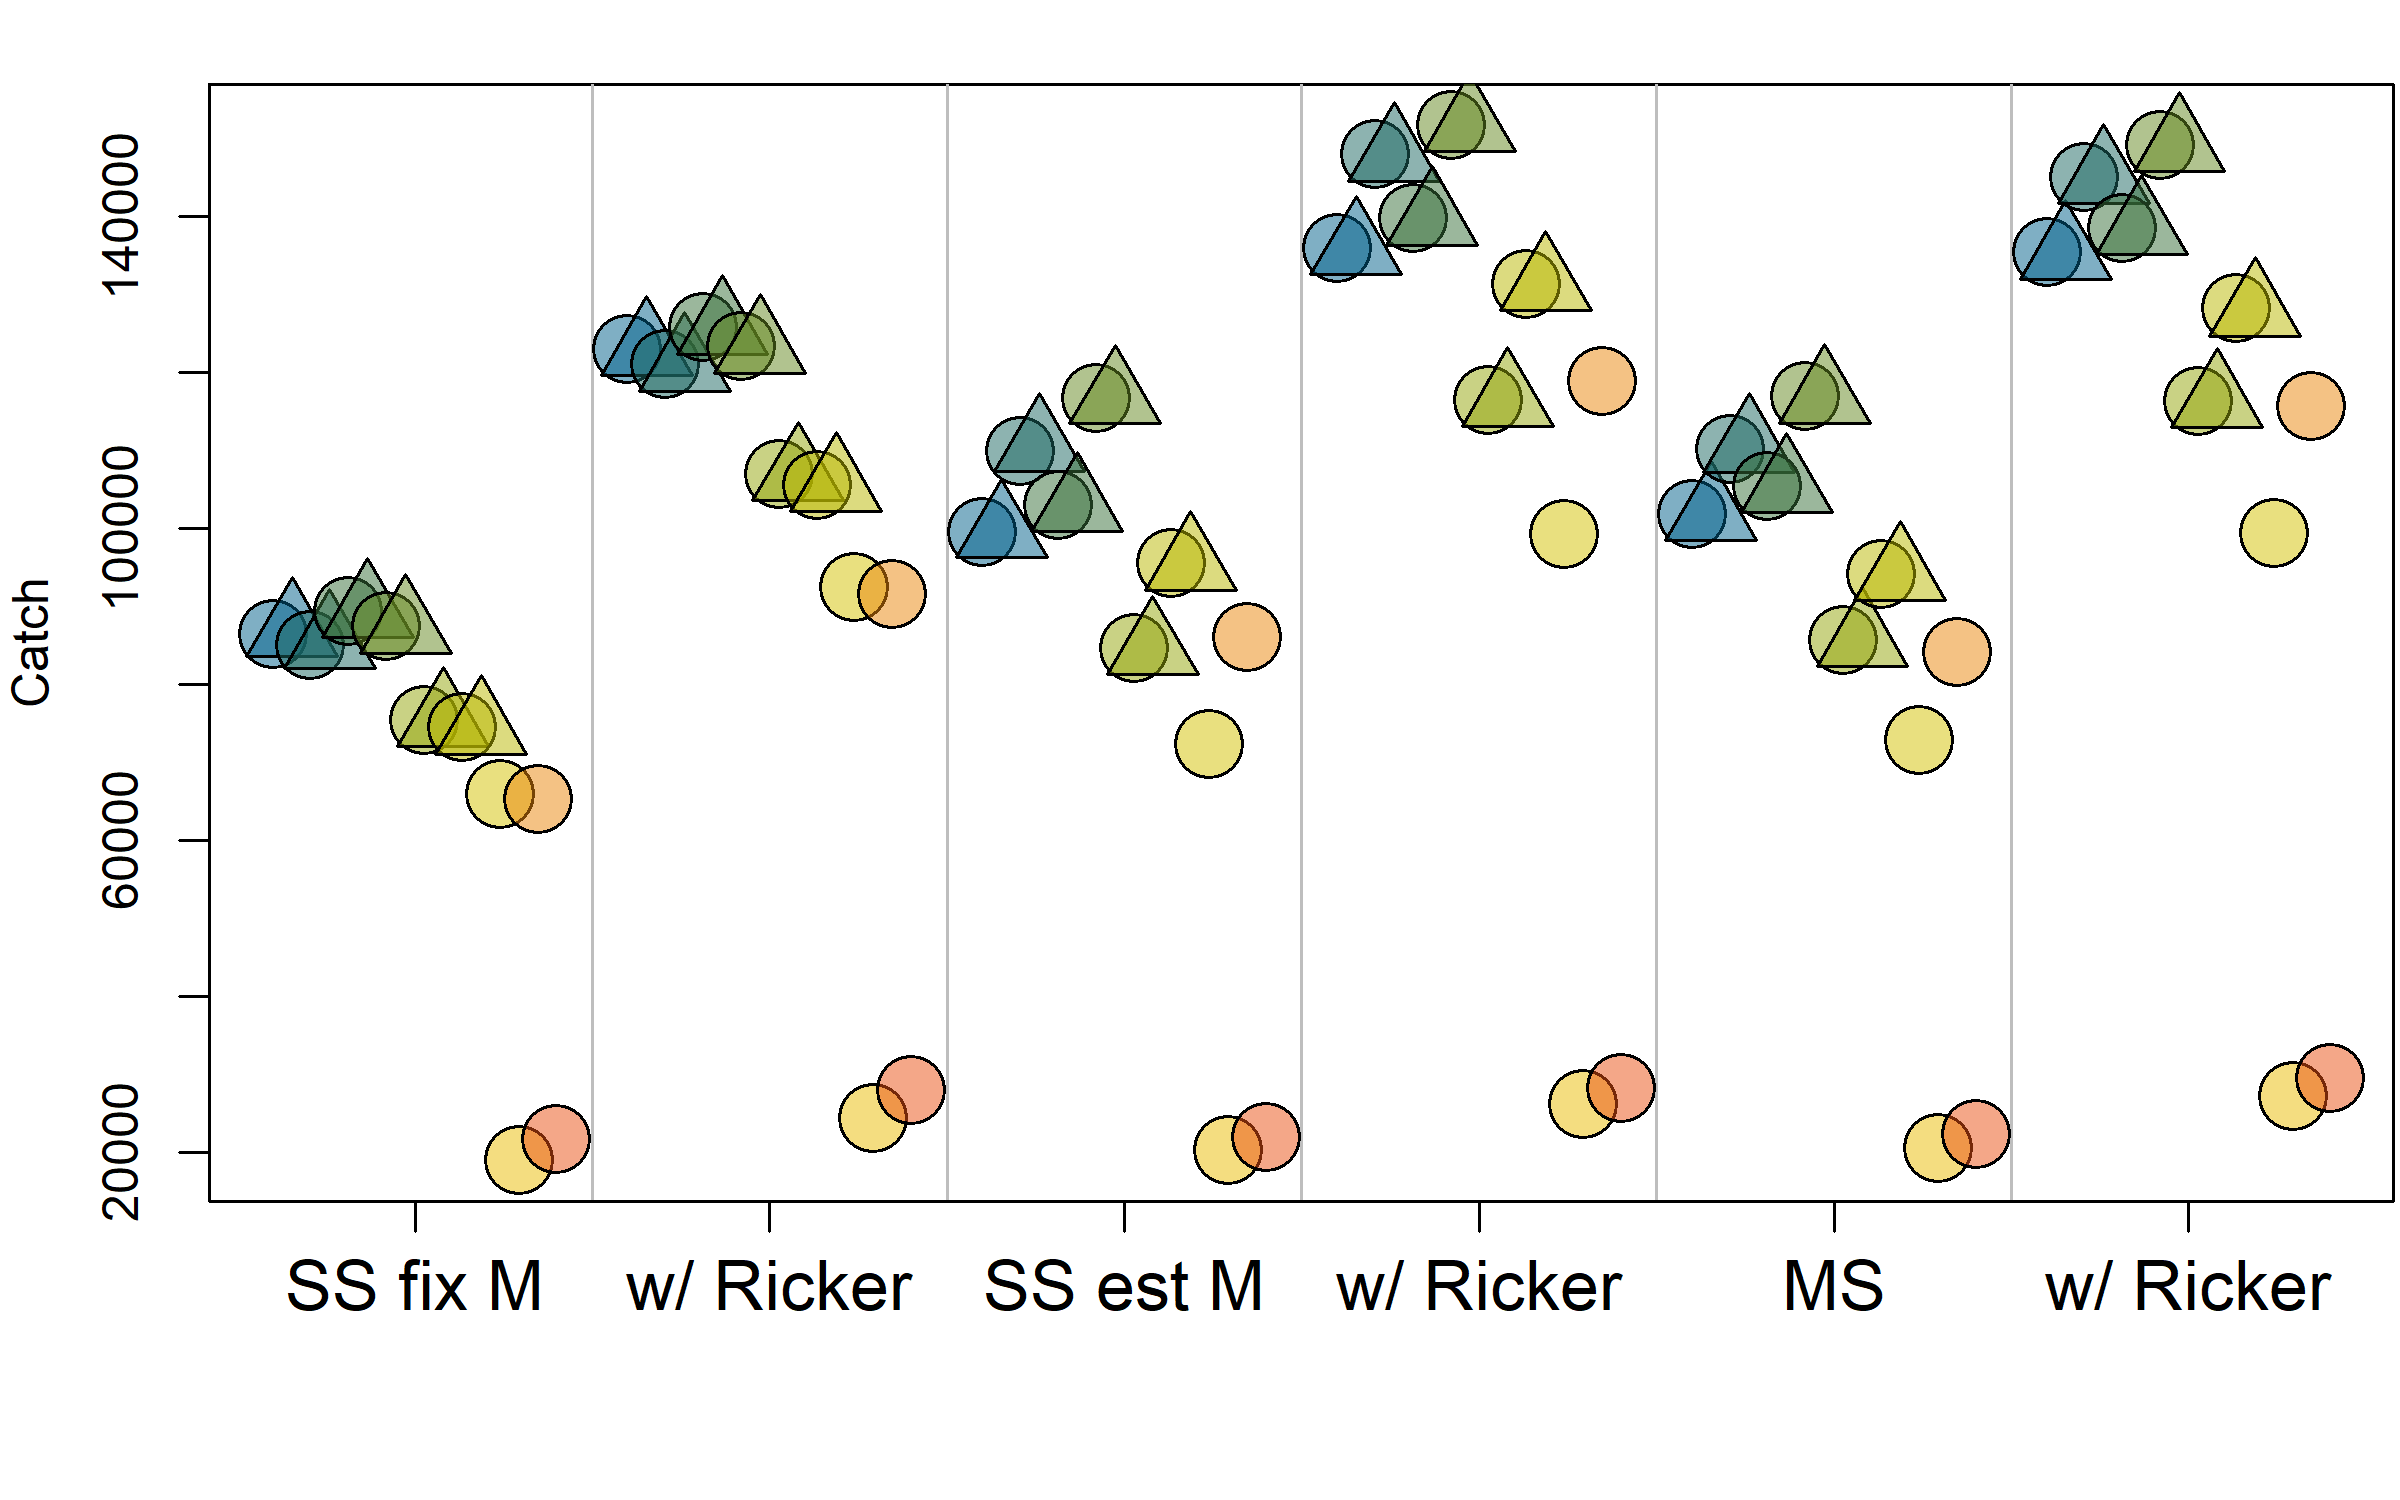 Catch
140000
100000
60000
20000
SS fix M
w/ Ricker
SS est M
w/ Ricker
MS
w/ Ricker